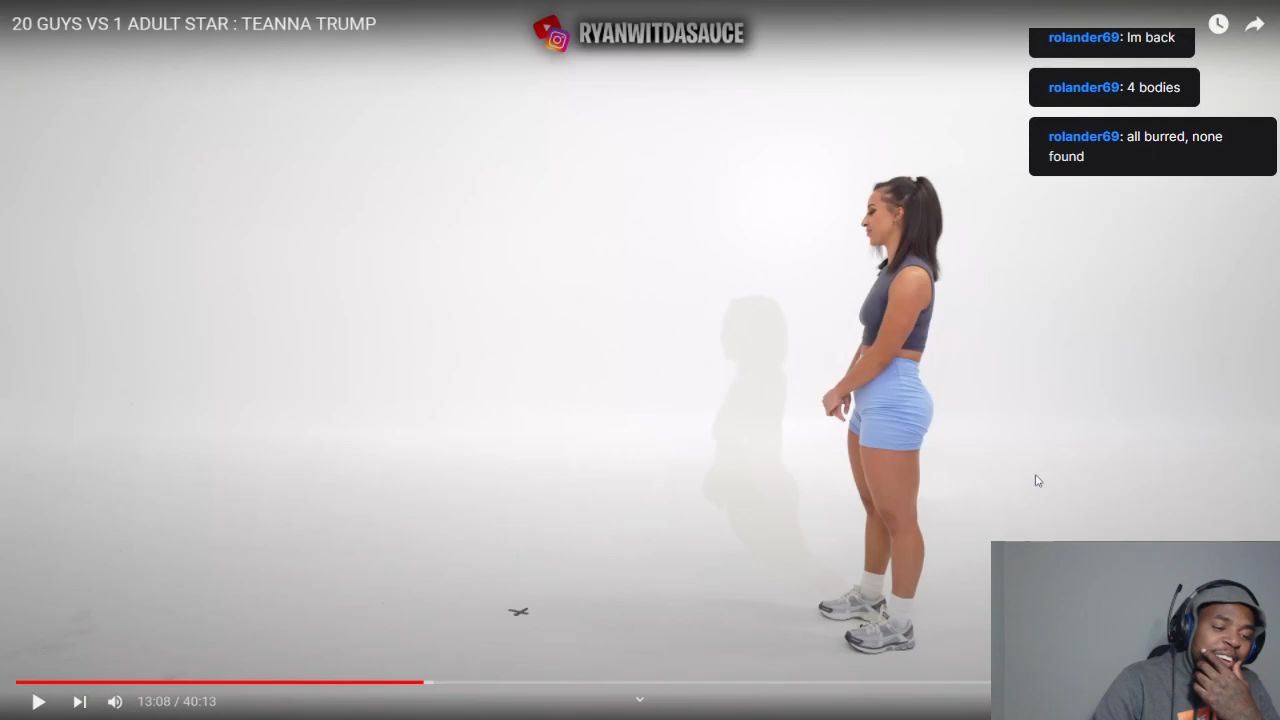 20 GUYS VS 1 ADULT STAR : TEANNA TRUMP
RYANWITDASAUCE
rolander69: Im back
rolander69: 4 bodies
rolander69: all burred, none
found
13:08 / 40:13